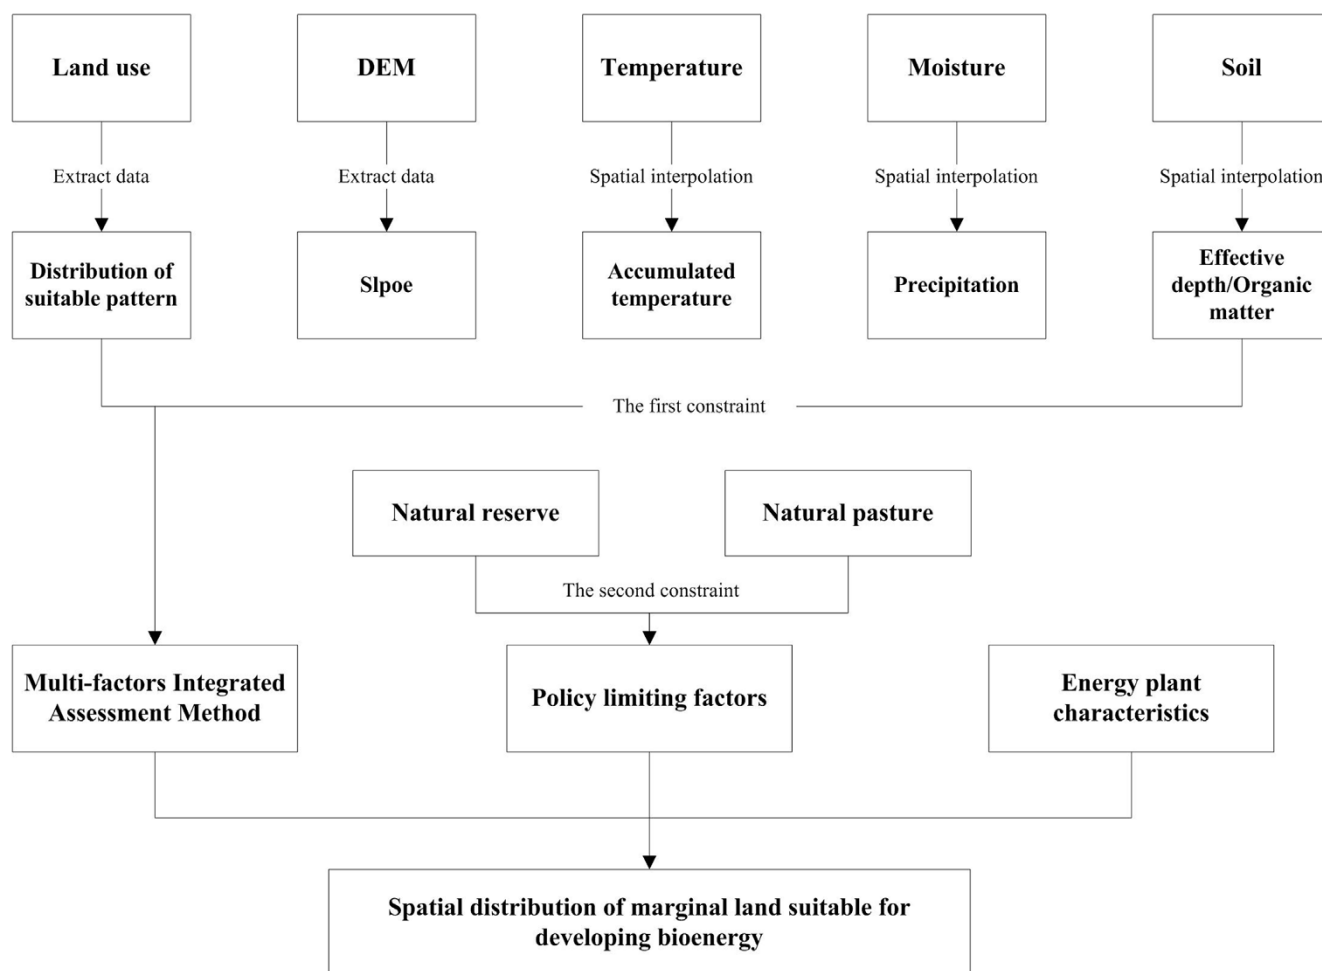 Land use
DEM
Temperature
Moisture
Soil
Extract data
Extract data
Spatial interpolation
Spatial interpolation
Spatial interpolation
Distribution of
suitable pattern
Slpoe
Accumulated
temperature
Precipitation
Effective
depth/Organic
matter
The first constraint
Natural reserve
Natural pasture
The second constraint
Multi-factors Integrated
Assessment Method
Policy limiting factors
Energy plant
characteristics
Spatial distribution of marginal land suitable for
developing bioenergy